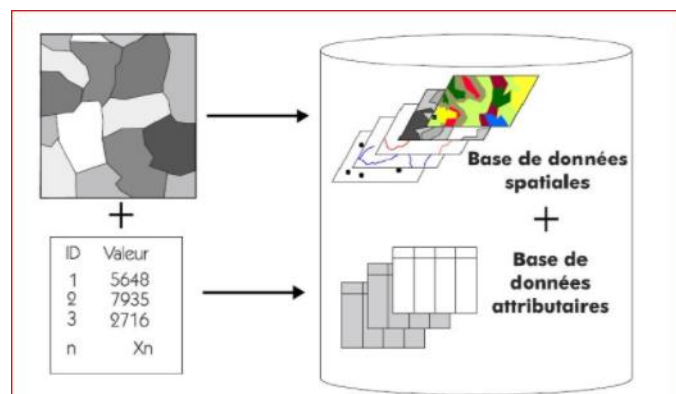 +
ID Valeur
1 5648
2 7935
3 2716
n Xn
Base de données
spatiales
+
Base de
données
attributaires